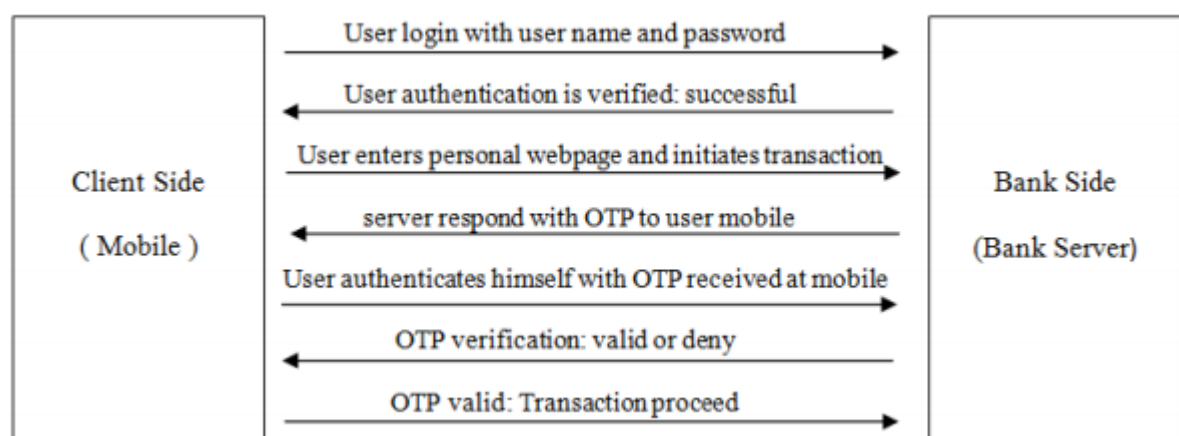 User login with user name and password
User authentication is verified: successful
User enters personal webpage and initiates transaction
Client Side
( Mobile )
Bank Side
(Bank Server)
server respond with OTP to user mobile
User authenticates himself with OTP received at mobile
OTP verification: valid or deny
OTP valid: Transaction proceed